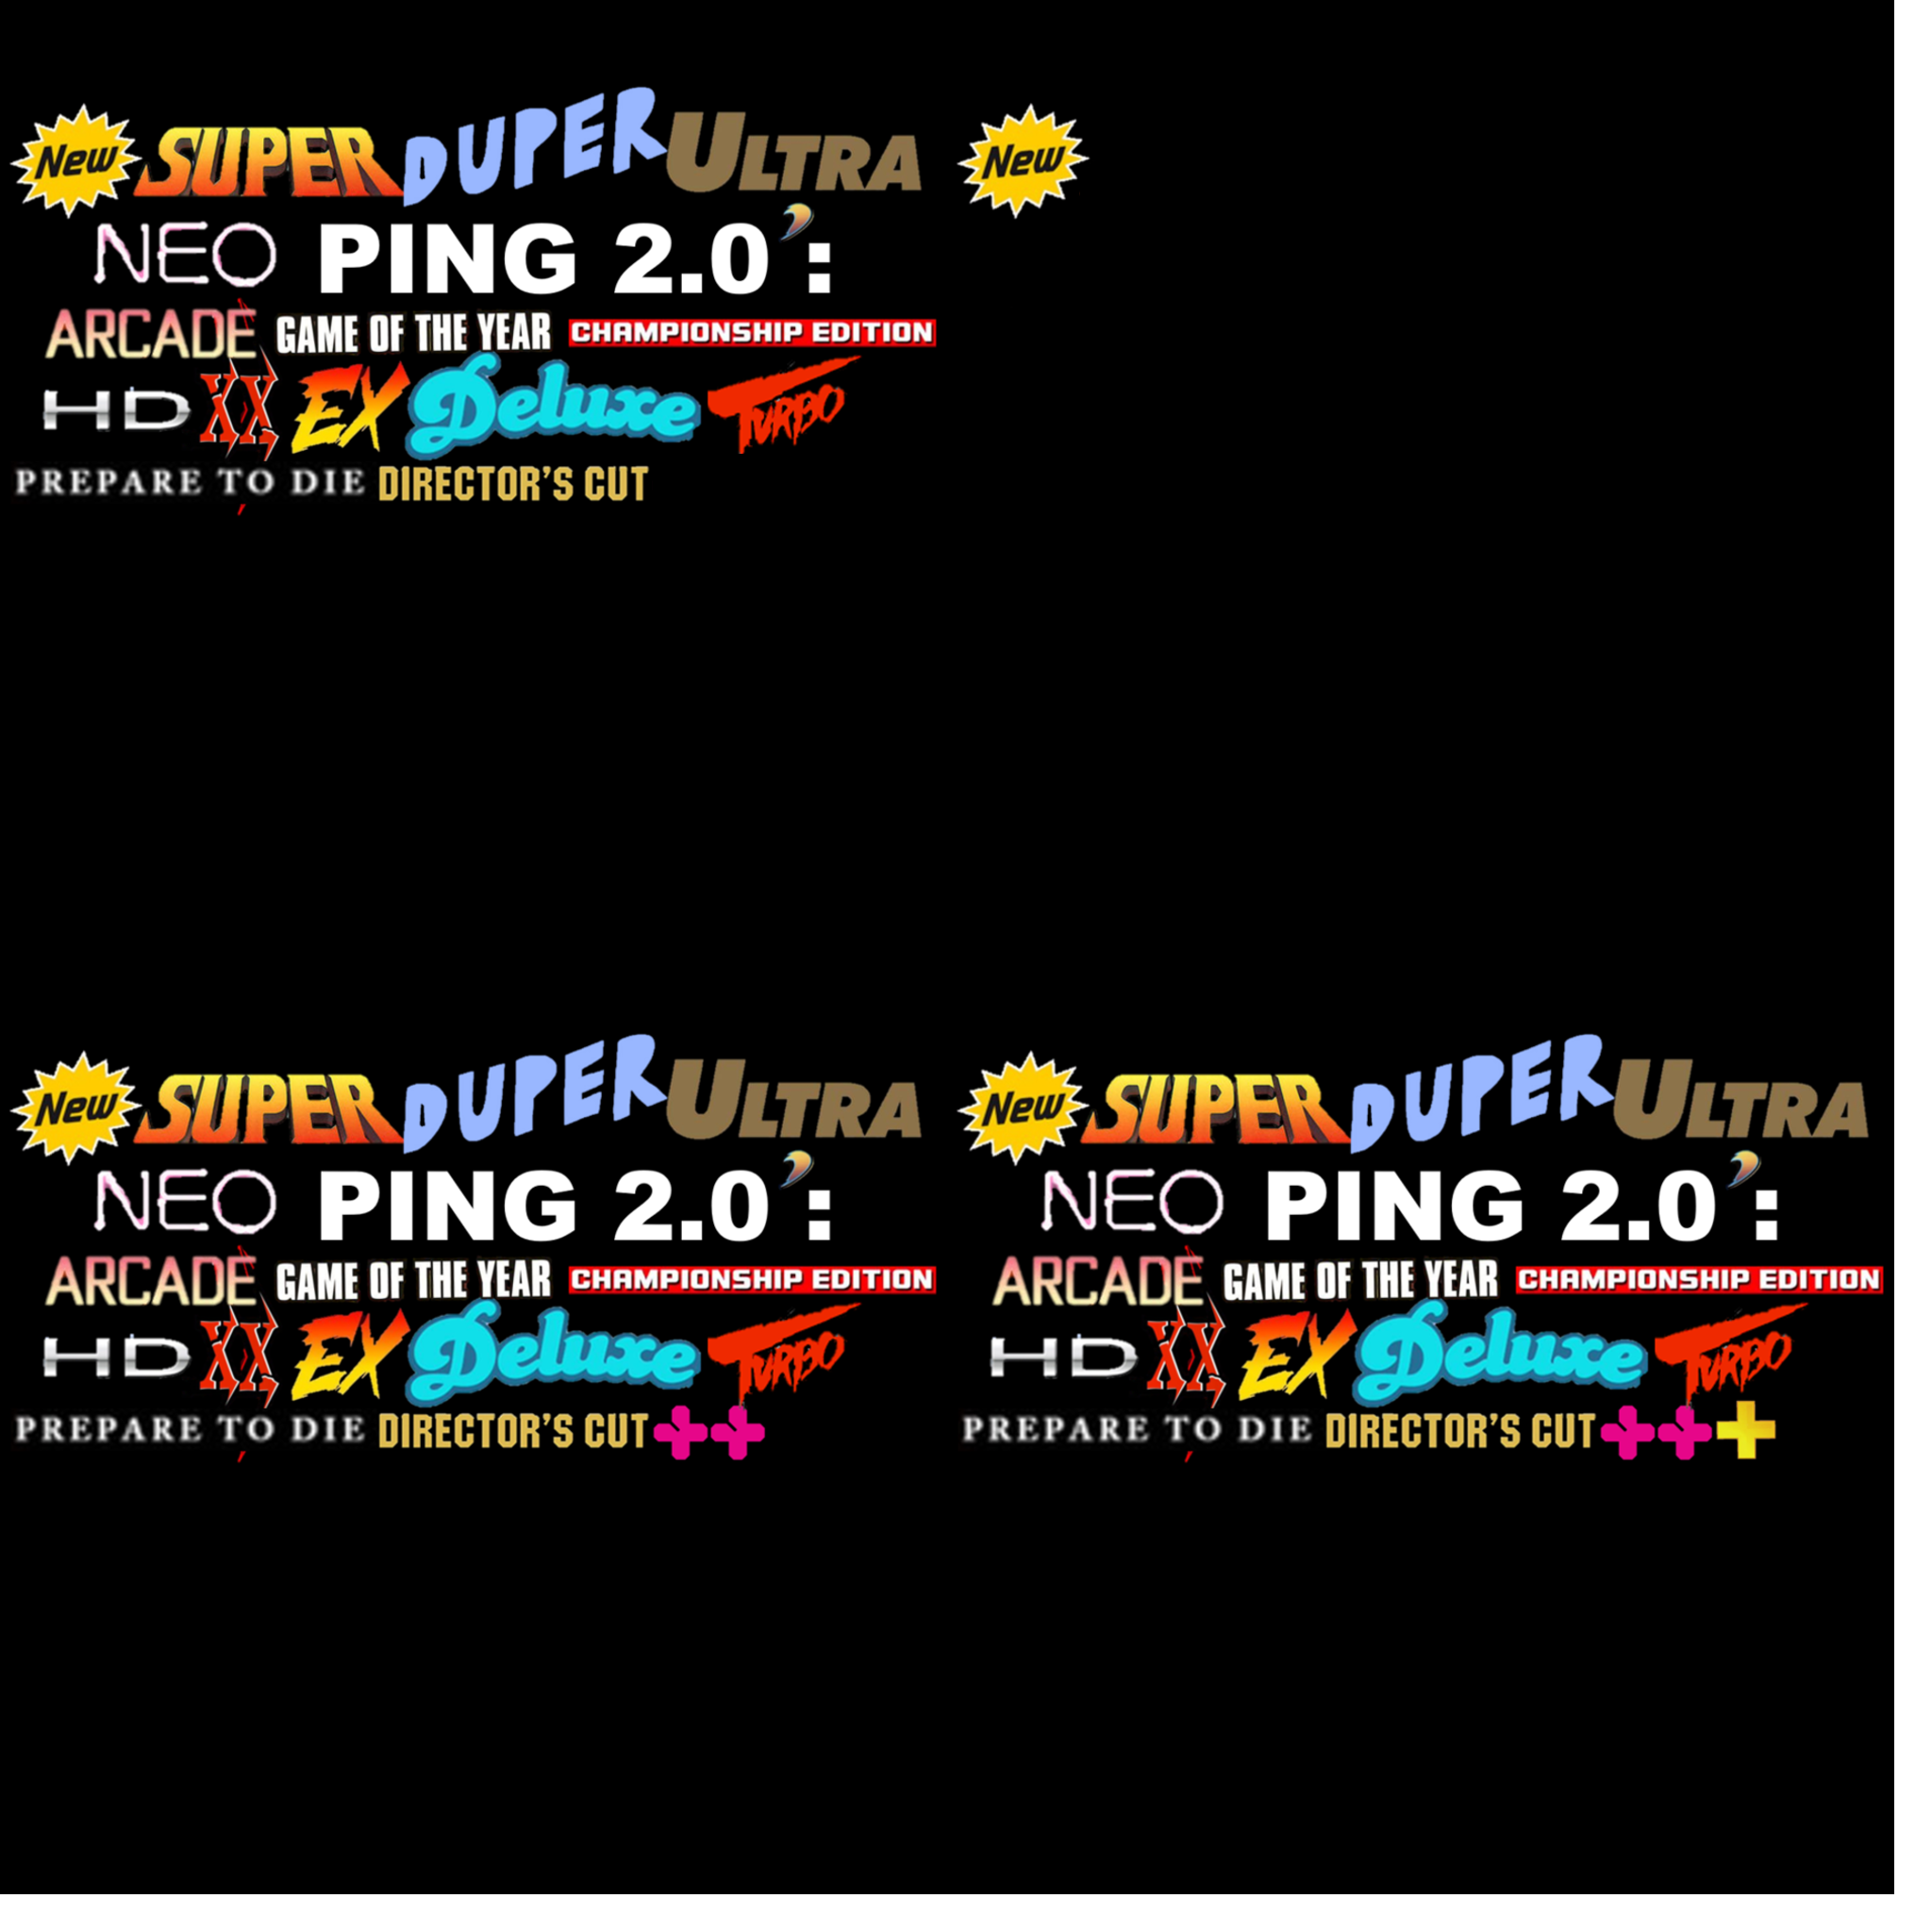 New SUPER DUPER ULTRA
NEO PING 2.0':
ARCADE GAME OF THE YEAR CHAMPIONSHIP EDITION
HD XX EX Deluxe TURBO
PREPARE TO DIE DIRECTOR'S CUT
New
New SUPER DUPER ULTRA
NEO PING 2.0':
ARCADE GAME OF THE YEAR CHAMPIONSHIP EDITION
HD XX EX Deluxe TURBO
PREPARE TO DIE DIRECTOR'S CUT++
New SUPER DUPER ULTRA
NEO PING 2.0':
ARCADE GAME OF THE YEAR CHAMPIONSHIP EDITION
HD XX EX Deluxe TURBO
PREPARE TO DIE DIRECTOR'S CUT+++